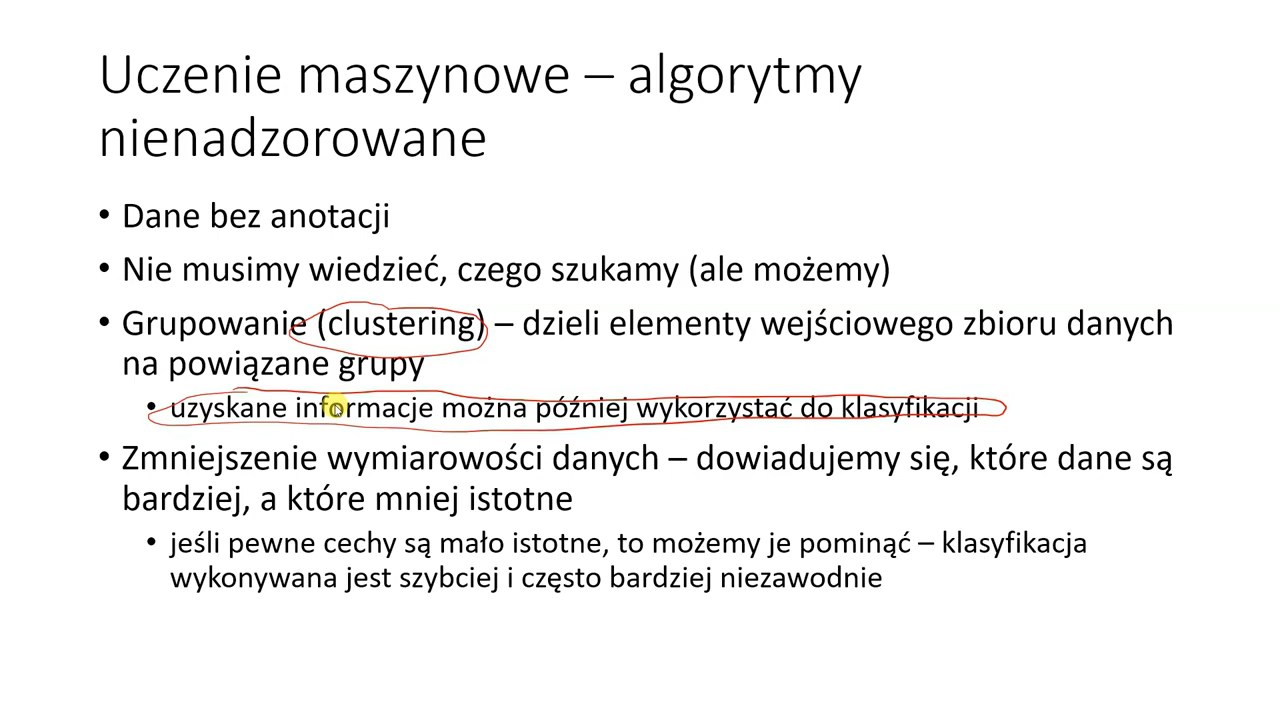 Uczenie maszynowe – algorytmy
nienadzorowane
• Dane bez anotacji
• Nie musimy wiedzieć, czego szukamy (ale możemy)
• Grupowanie (clustering) – dzieli elementy wejściowego zbioru danych
na powiązane grupy
• uzyskane informacje można później wykorzystać do klasyfikacji
• Zmniejszenie wymiarowości danych – dowiadujemy się, które dane są
bardziej, a które mniej istotne
• jeśli pewne cechy są mało istotne, to możemy je pominąć – klasyfikacja
wykonywana jest szybciej i często bardziej niezawodnie